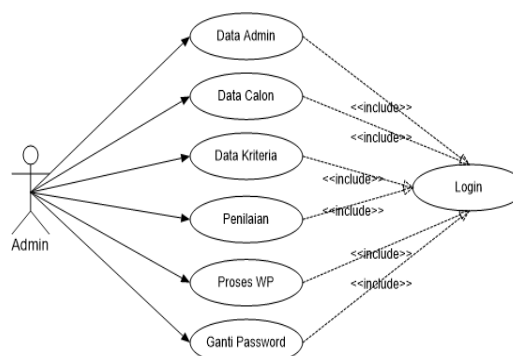 Data Admin
Data Calon
<<include>>
<<include>>
Data Kriteria
<<include>>
Login
Penilaian
<<include>>
Admin
<<include>>
Proses WP
<<include>>
Ganti Password